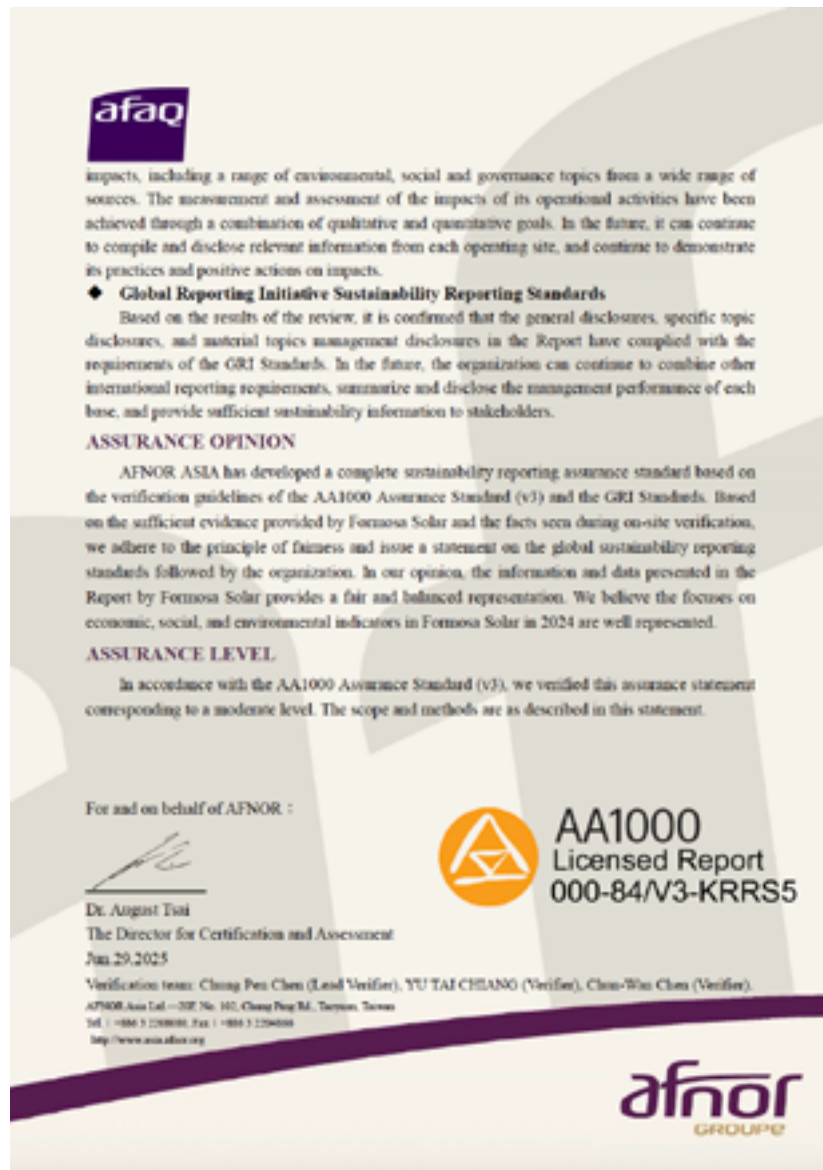 afaq
impacts, including a range of environmental, social and governance topics from a wide range of
sources. The measurement and assessment of the impacts of its operational activities have been
achieved through a combination of qualitative and quantitative goals. In the future, it can continue
to compile and disclose relevant information from each operating site, and continue to demonstrate
its practices and positive actions on impacts.
◆ Global Reporting Initiative Sustainability Reporting Standards
Based on the results of the review, it is confirmed that the general disclosures, specific topic
disclosures, and material topics management disclosures in the Report have complied with the
requirements of the GRI Standards. In the future, the organization can continue to combine other
international reporting requirements, summarize and disclose the management performance of each
base, and provide sufficient sustainability information to stakeholders.
ASSURANCE OPINION
AFNOR ASIA has developed a complete sustainability reporting assurance standard based on
the verification guidelines of the AA1000 Assurance Standard (v3) and the GRI Standards. Based
on the sufficient evidence provided by Formosa Solar and the facts seen during on-site verification,
we adhere to the principle of fairness and issue a statement on the global sustainability reporting
standards followed by the organization. In our opinion, the information and data presented in the
Report by Formosa Solar provides a fair and balanced representation. We believe the focuses on
economic, social, and environmental indicators in Formosa Solar in 2024 are well represented.
ASSURANCE LEVEL
In accordance with the AA1000 Assurance Standard (v3), we verified this assurance statement
corresponding to a moderate level. The scope and methods are as described in this statement.
For and on behalf of AFNOR：
AA1000
Licensed Report
000-84/V3-KRRS5
Dr. August Tsai
The Director for Certification and Assessment
Jun.29.2025
Verification team: Chung Pen Chen (Lead Verifier), YU TAI CHIANG (Verifier), Chun-Wan Chen (Verifier).
AFNOR Asia Ltd.
Taoyuan, Taiwan
http://www.asia.afnor.org
afnor
GROUPE